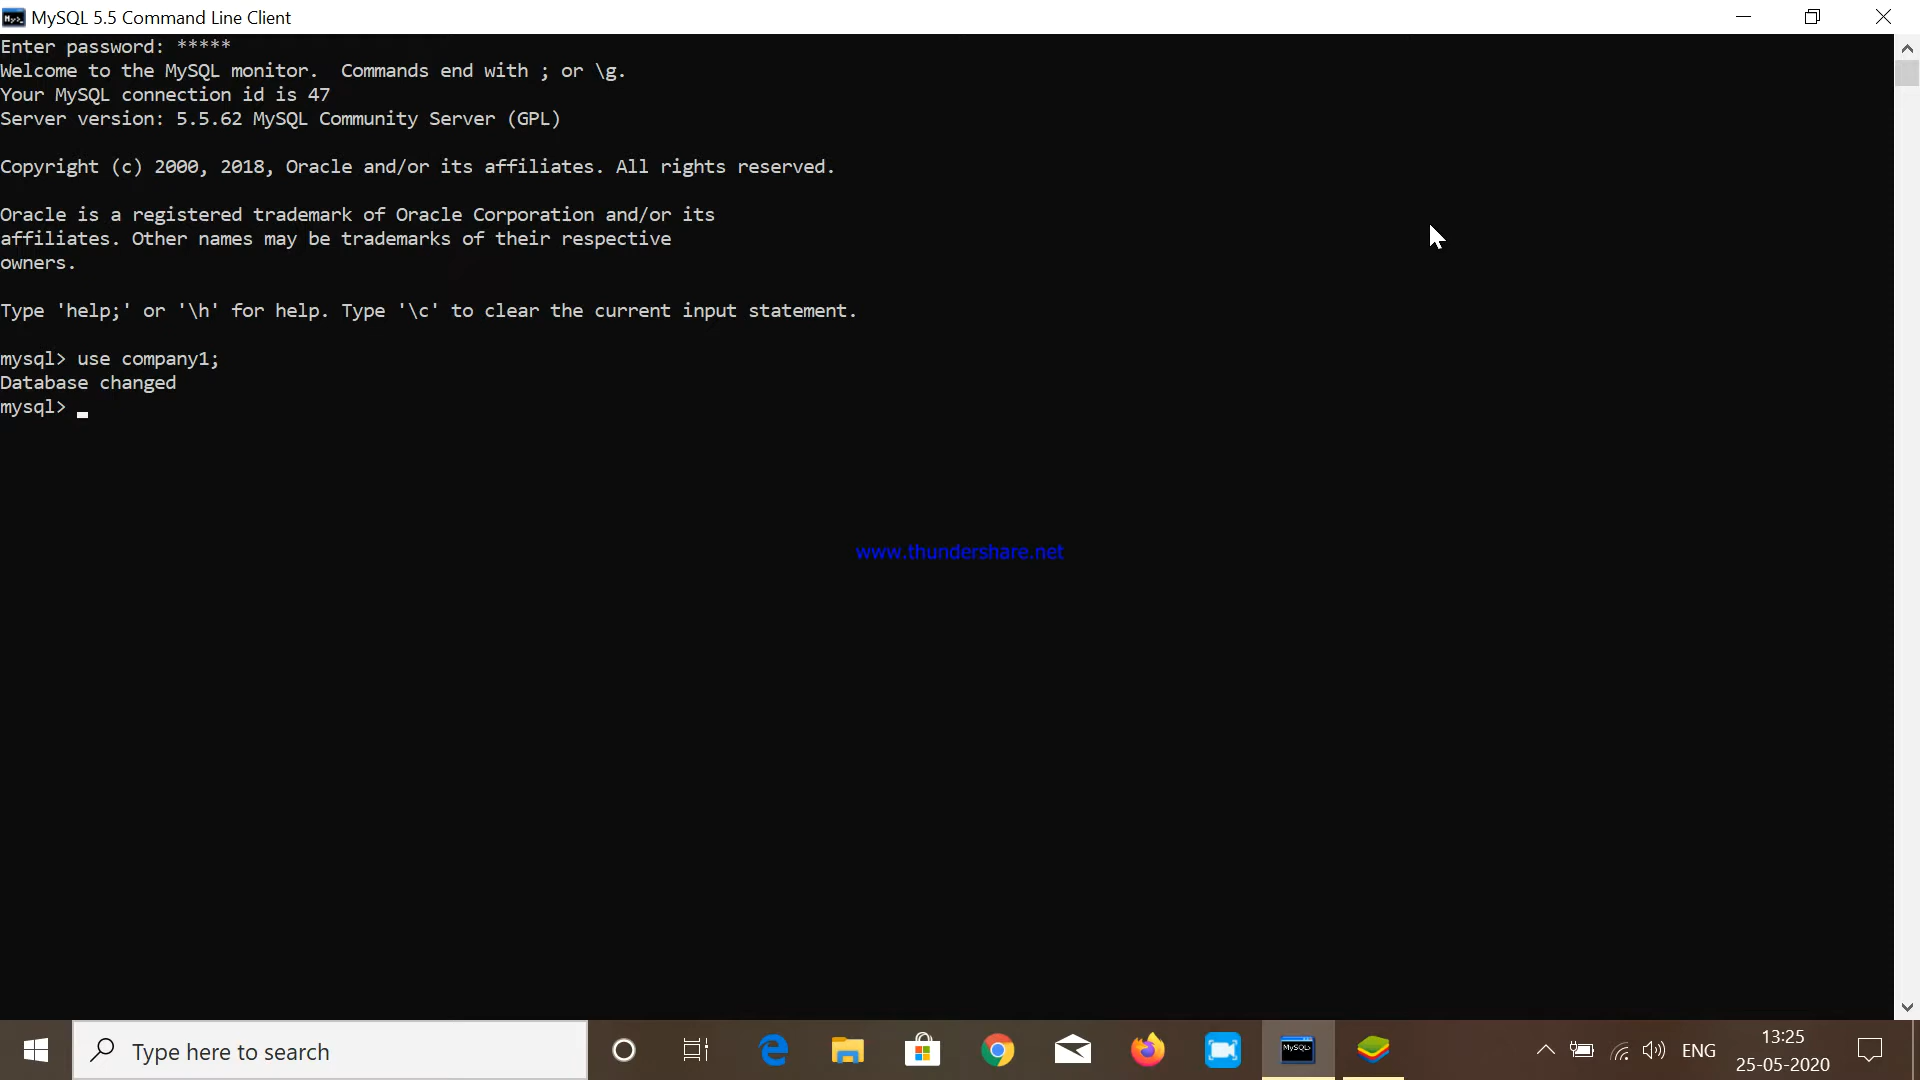 MySQL 5.5 Command Line Client
Enter password: *****
Welcome to the MySQL monitor.  Commands end with ; or \g.
Your MySQL connection id is 47
Server version: 5.5.62 MySQL Community Server (GPL)
Copyright (c) 2000, 2018, Oracle and/or its affiliates. All rights reserved.
Oracle is a registered trademark of Oracle Corporation and/or its
affiliates. Other names may be trademarks of their respective
owners.
Type 'help;' or '\h' for help. Type '\c' to clear the current input statement.
mysql> use company1;
Database changed
mysql>
www.thundershare.net
Type here to search
MySQL
ENG
13:25
25-05-2020